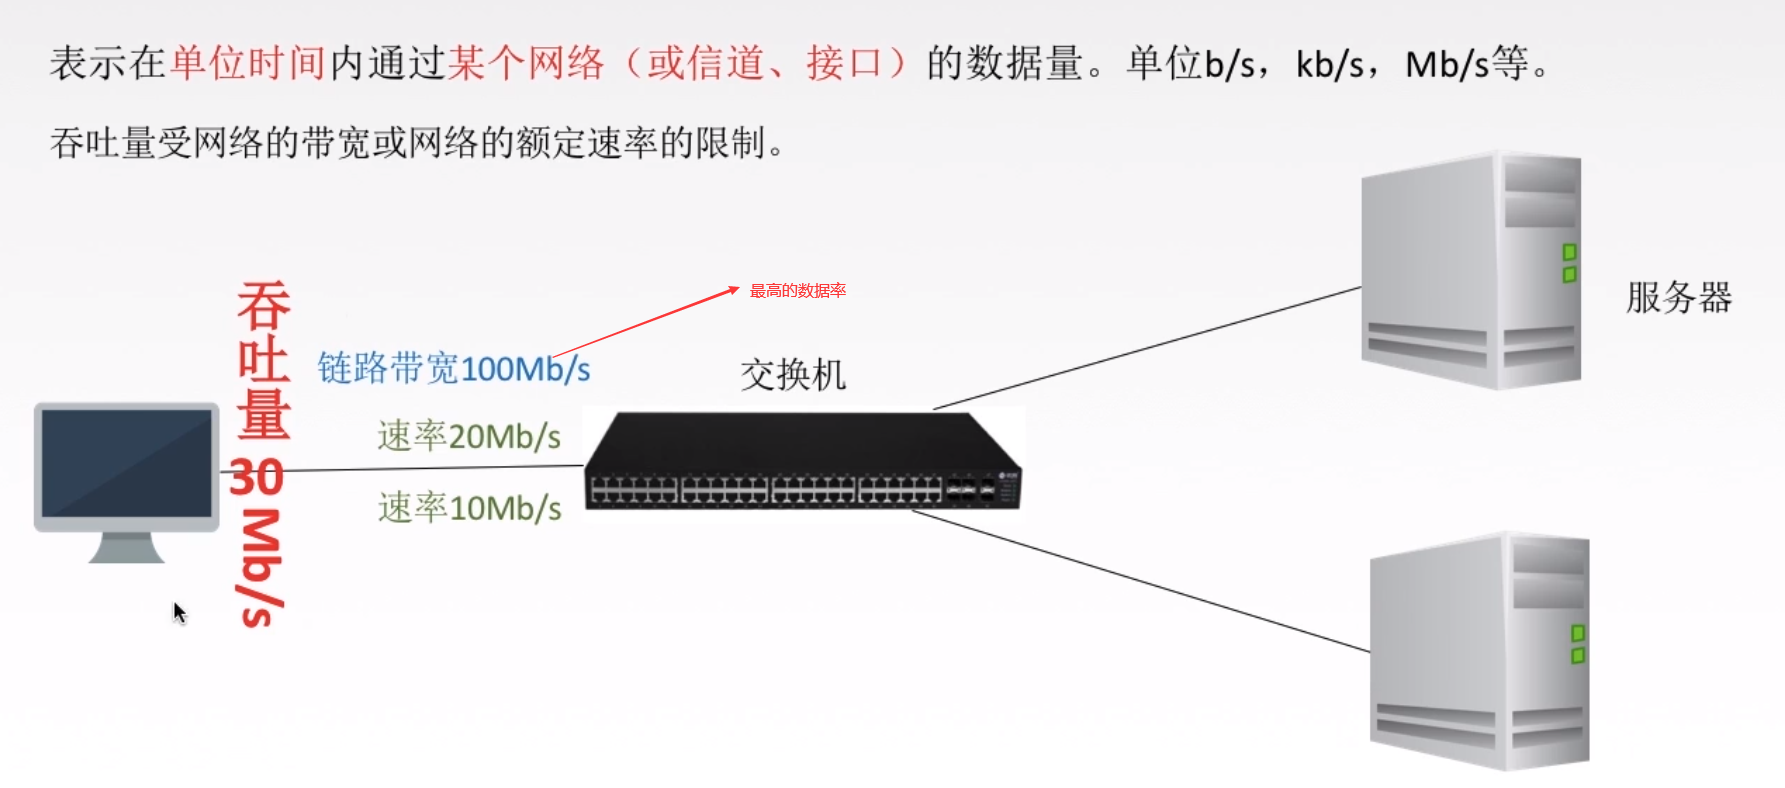 表示在单位时间内通过某个网络（或信道、接口）的数据量。单位b/s，kb/s，Mb/s等。
吞吐量受网络的带宽或网络的额定速率的限制。
最高的数据率
服务器
吞吐量30Mb/s
链路带宽100Mb/s
交换机
速率20Mb/s
速率10Mb/s